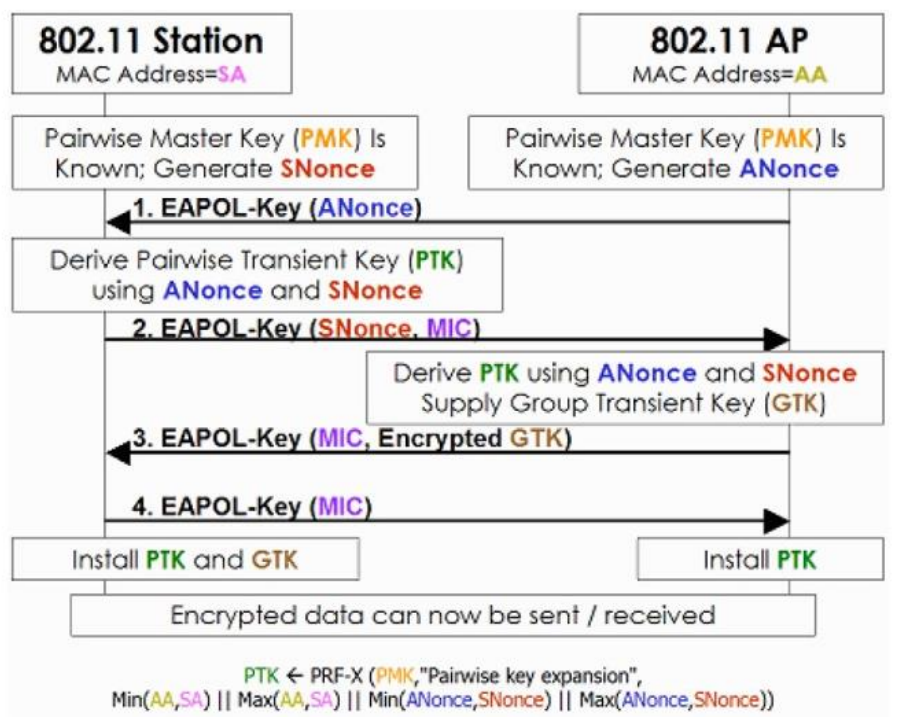 802.11 Station
MAC Address=SA
802.11 AP
MAC Address=AA
Pairwise Master Key (PMK) Is
Known; Generate SNonce
Pairwise Master Key (PMK) Is
Known; Generate ANonce
1. EAPOL-Key (ANonce)
Derive Pairwise Transient Key (PTK)
using ANonce and SNonce
2. EAPOL-Key (SNonce, MIC)
Derive PTK using ANonce and SNonce
Supply Group Transient Key (GTK)
3. EAPOL-Key (MIC, Encrypted GTK)
4. EAPOL-Key (MIC)
Install PTK and GTK
Install PTK
Encrypted data can now be sent / received
PTK ← PRF-X (PMK,"Pairwise key expansion",
Min(AA,SA) || Max(AA,SA) || Min(ANonce,SNonce) || Max(ANonce,SNonce))